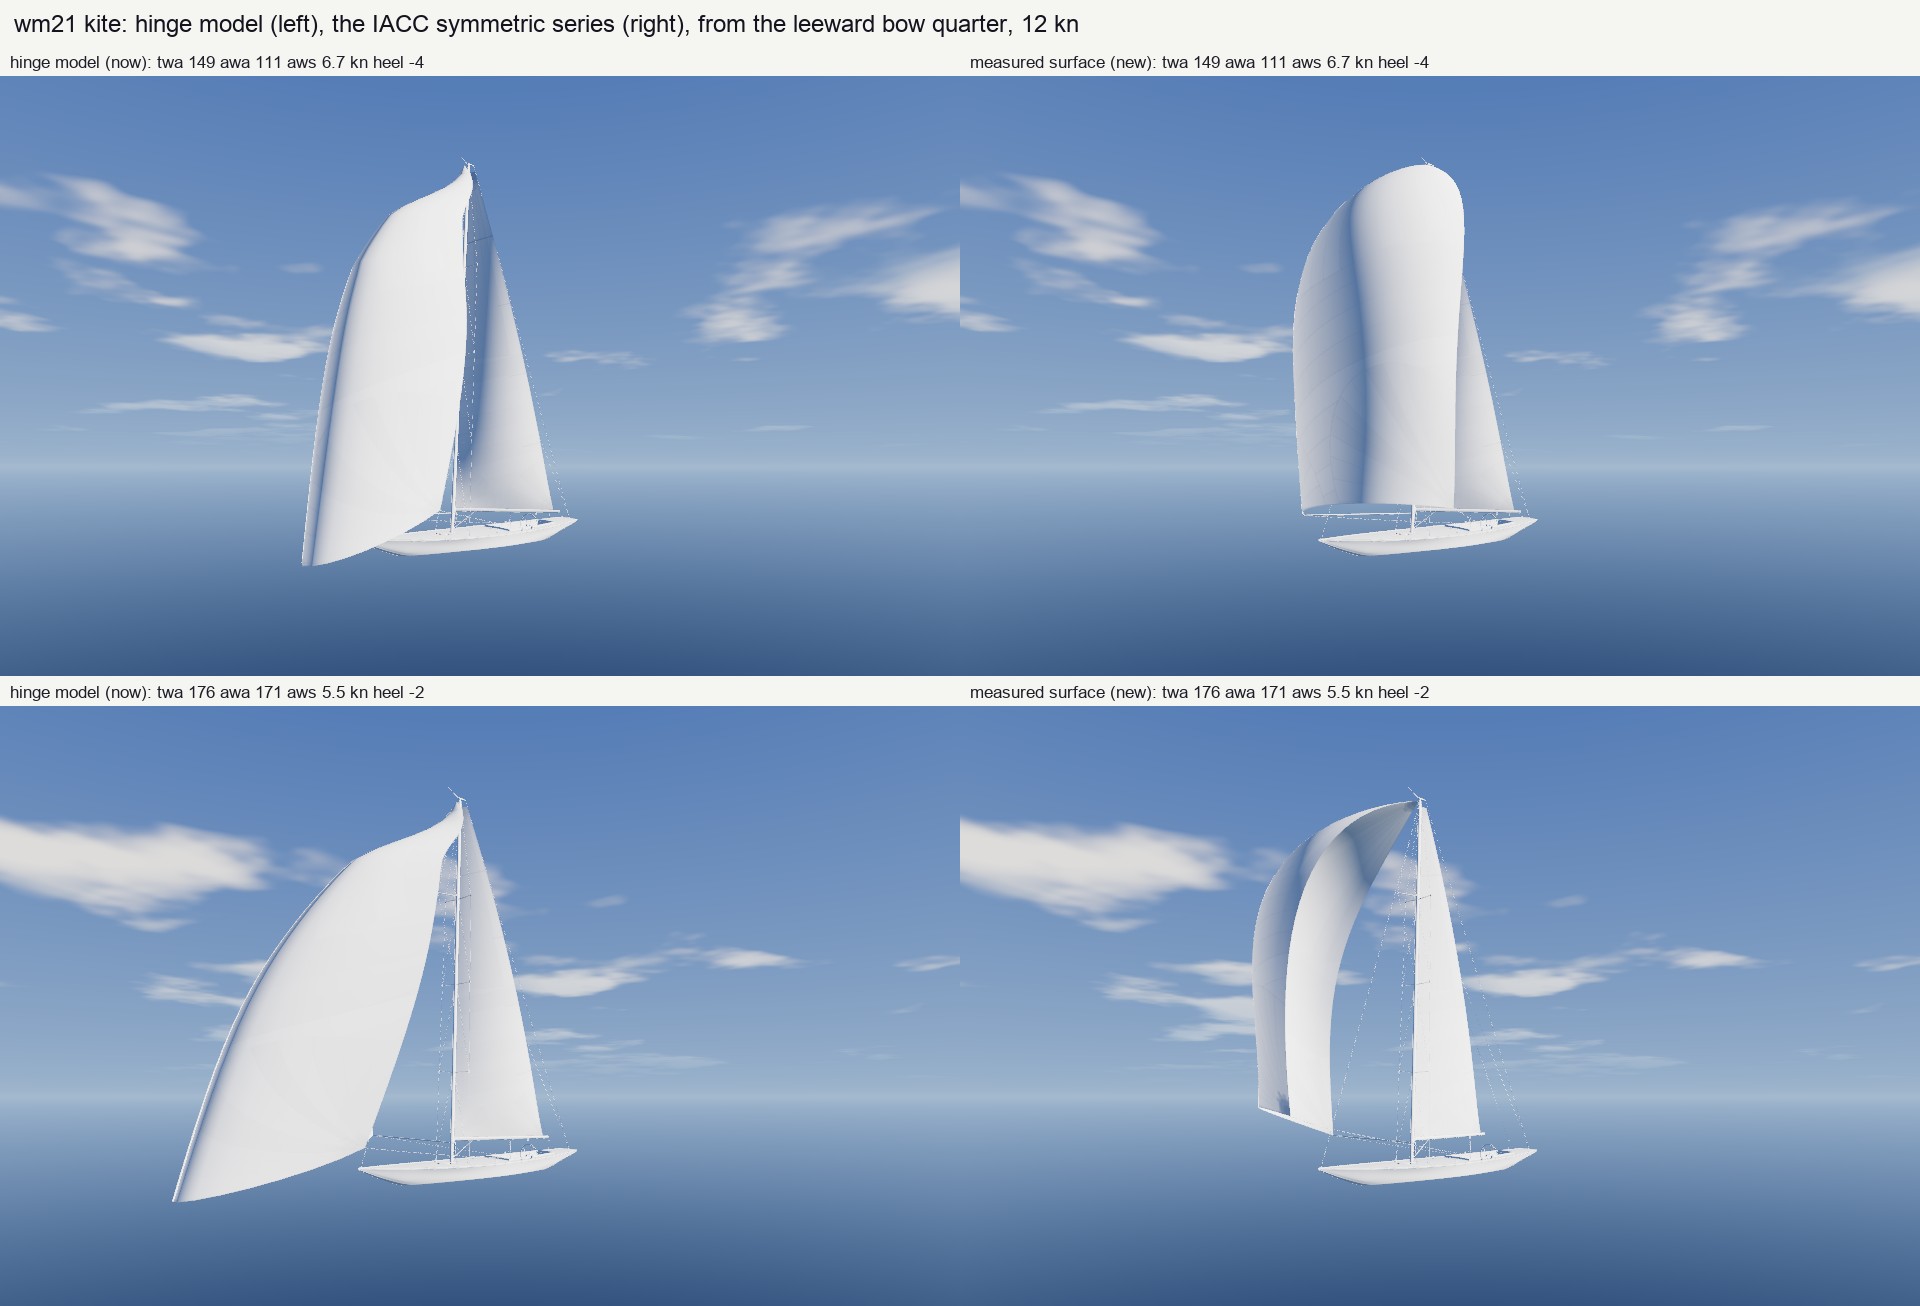 wm21 kite: hinge model (left), the IACC symmetric series (right), from the leeward bow quarter, 12 kn
hinge model (now): twa 149 awa 111 aws 6.7 kn heel -4
measured surface (new): twa 149 awa 111 aws 6.7 kn heel -4
hinge model (now): twa 176 awa 171 aws 5.5 kn heel -2
measured surface (new): twa 176 awa 171 aws 5.5 kn heel -2